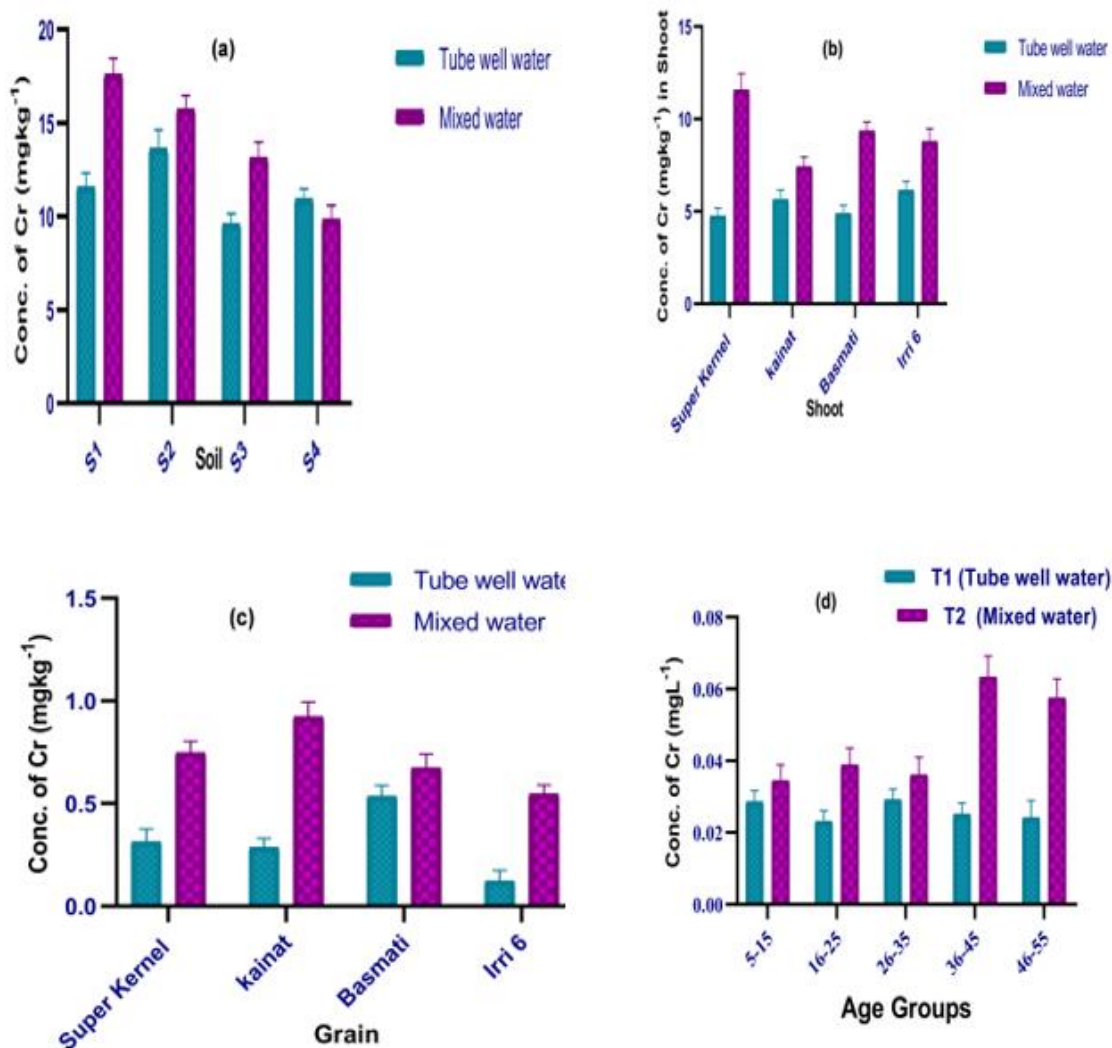 (a)
Tube well water
Mixed water
Conc. of Cr (mgkg⁻¹)
20
15
10
5
0
S1
S2
S3
S4
Soil
(b)
Tube well water
Mixed water
Conc. of Cr (mgkg⁻¹) in Shoot
15
10
5
0
Super Kernel
kainat
Basmati
Irri 6
Shoot
(c)
Tube well wate
Mixed water
Conc. of Cr (mgkg⁻¹)
1.5
1.0
0.5
0.0
Super Kernel
kainat
Basmati
Irri 6
Grain
(d)
T1 (Tube well water)
T2 (Mixed water)
Conc. of Cr (mgL⁻¹)
0.08
0.06
0.04
0.02
0.00
5-15
16-25
26-35
36-45
46-55
Age Groups